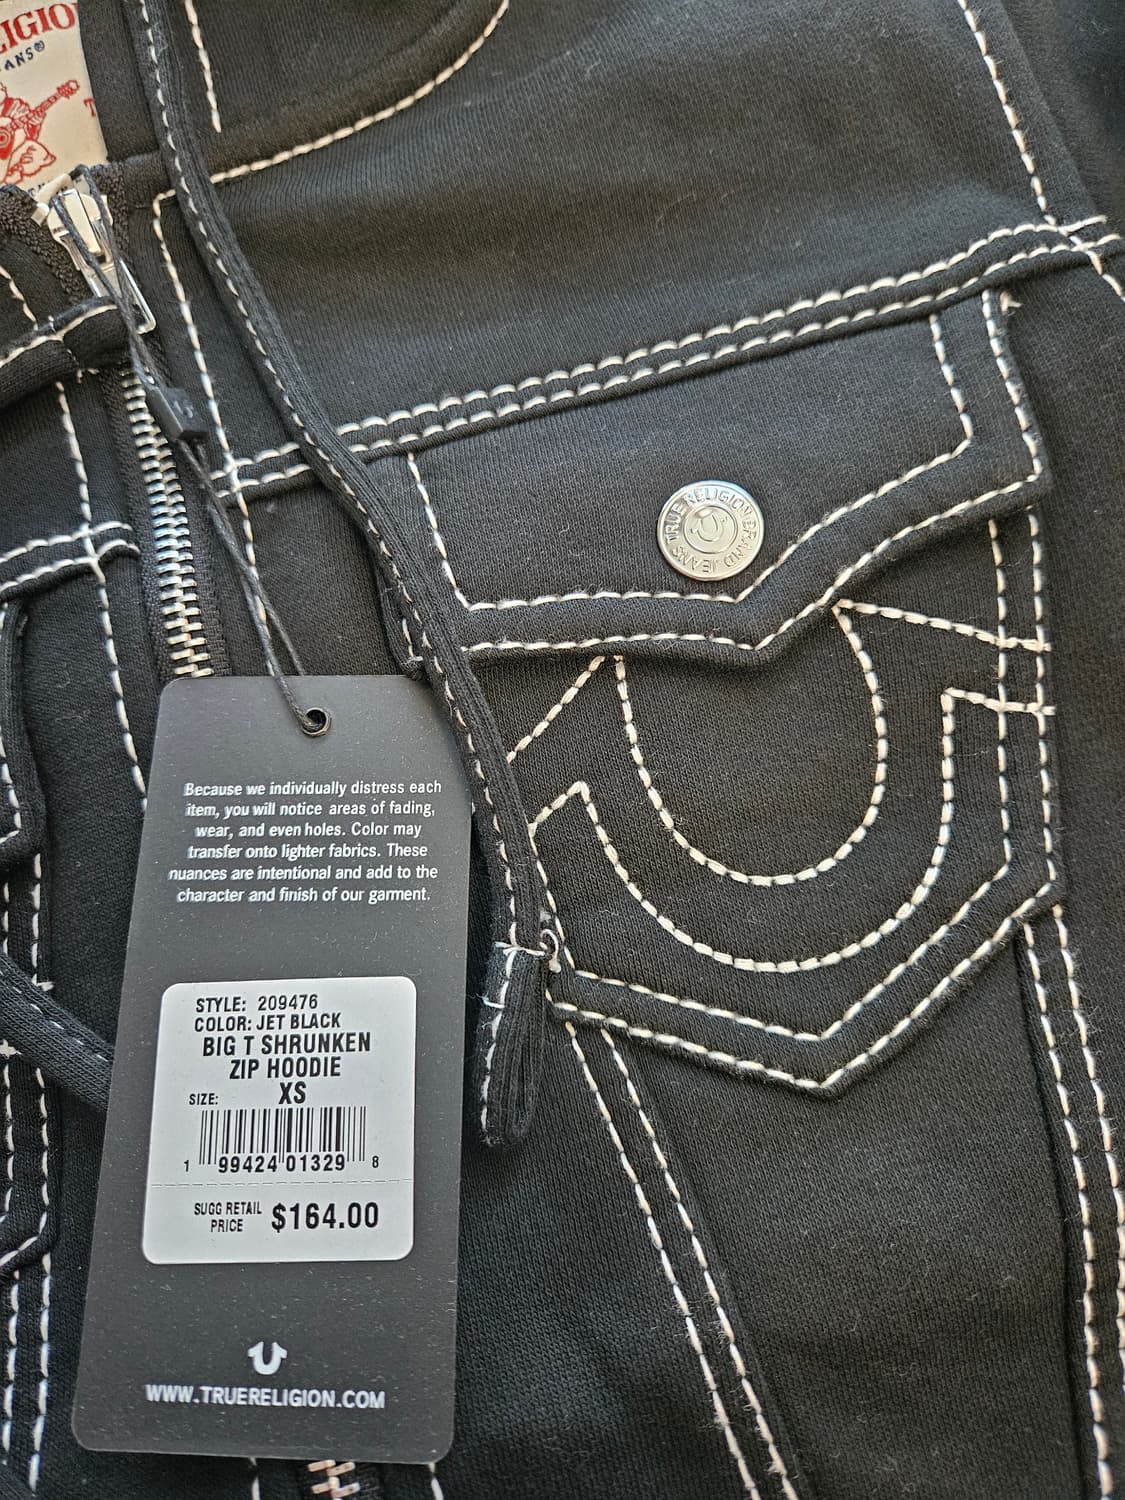 LIGIO
ANS®
T
TRUE RELIGION BRAND JEANS
Because we individually distress each
item, you will notice areas of fading,
wear, and even holes. Color may
transfer onto lighter fabrics. These
nuances are intentional and add to the
character and finish of our garment.
STYLE: 209476
COLOR: JET BLACK
BIG T SHRUNKEN
ZIP HOODIE
SIZE: XS
1 99424 01329 8
SUGG RETAIL
PRICE $164.00
WWW.TRUERELIGION.COM